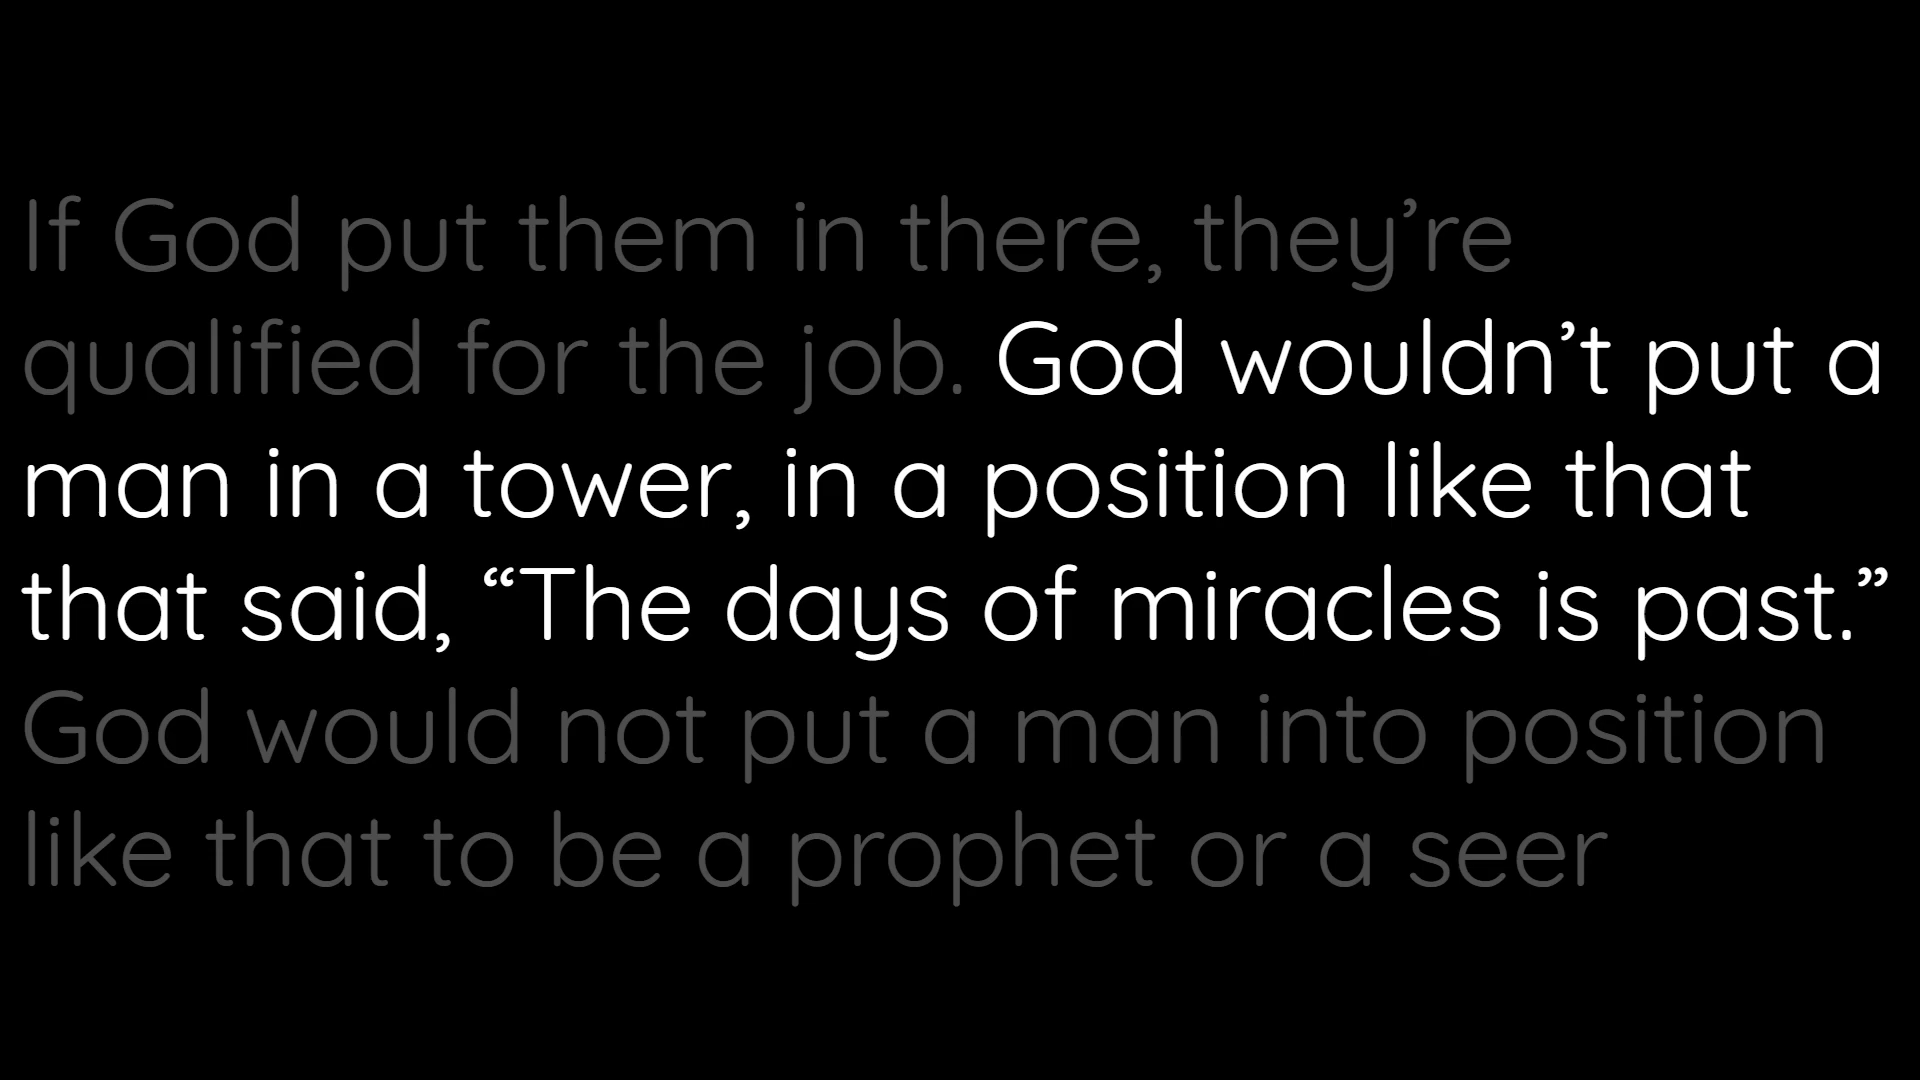 If God put them in there, they’re
qualified for the job. God wouldn’t put a
man in a tower, in a position like that
that said, “The days of miracles is past.”
God would not put a man into position
like that to be a prophet or a seer